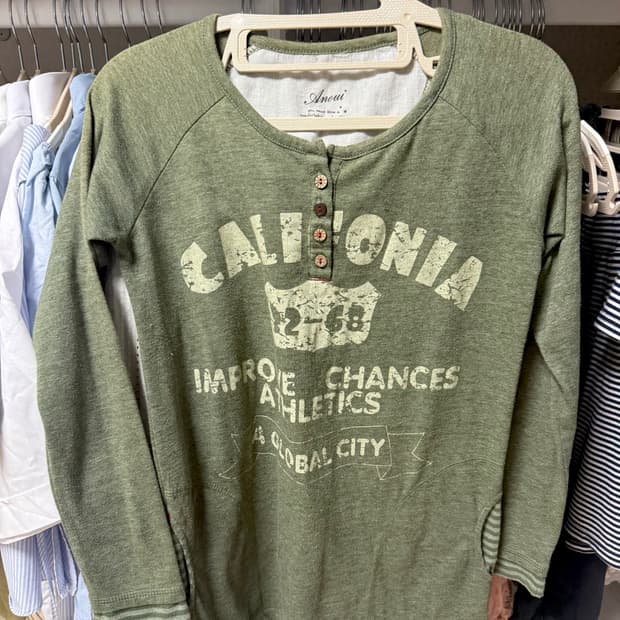 Anoui
CALIFONIA
2-68
IMPROVE CHANCES
ATHLETICS
GLOBAL CITY